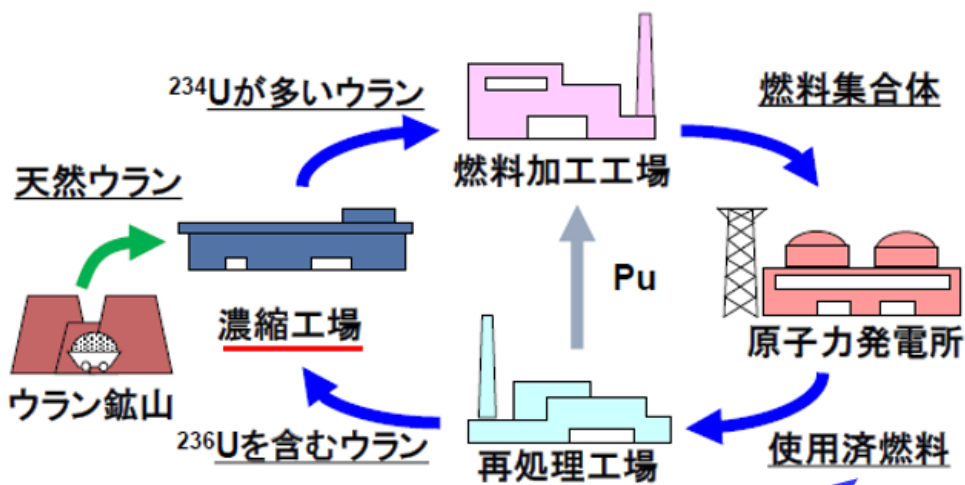 ²³⁴Uが多いウラン
燃料集合体
天然ウラン
燃料加工工場
濃縮工場
Pu
原子力発電所
ウラン鉱山
²³⁶Uを含むウラン
再処理工場
使用済燃料